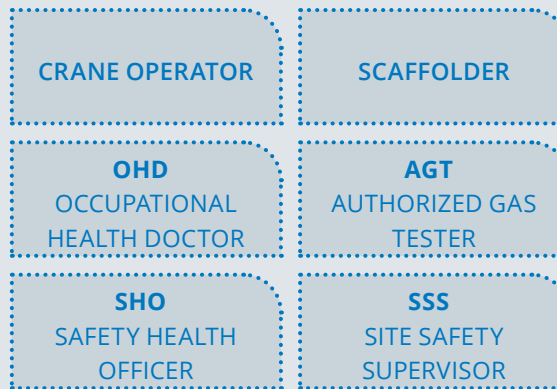 CRANE OPERATOR
SCAFFOLDER
OHD
OCCUPATIONAL
HEALTH DOCTOR
AGT
AUTHORIZED GAS
TESTER
SHO
SAFETY HEALTH
OFFICER
SSS
SITE SAFETY
SUPERVISOR